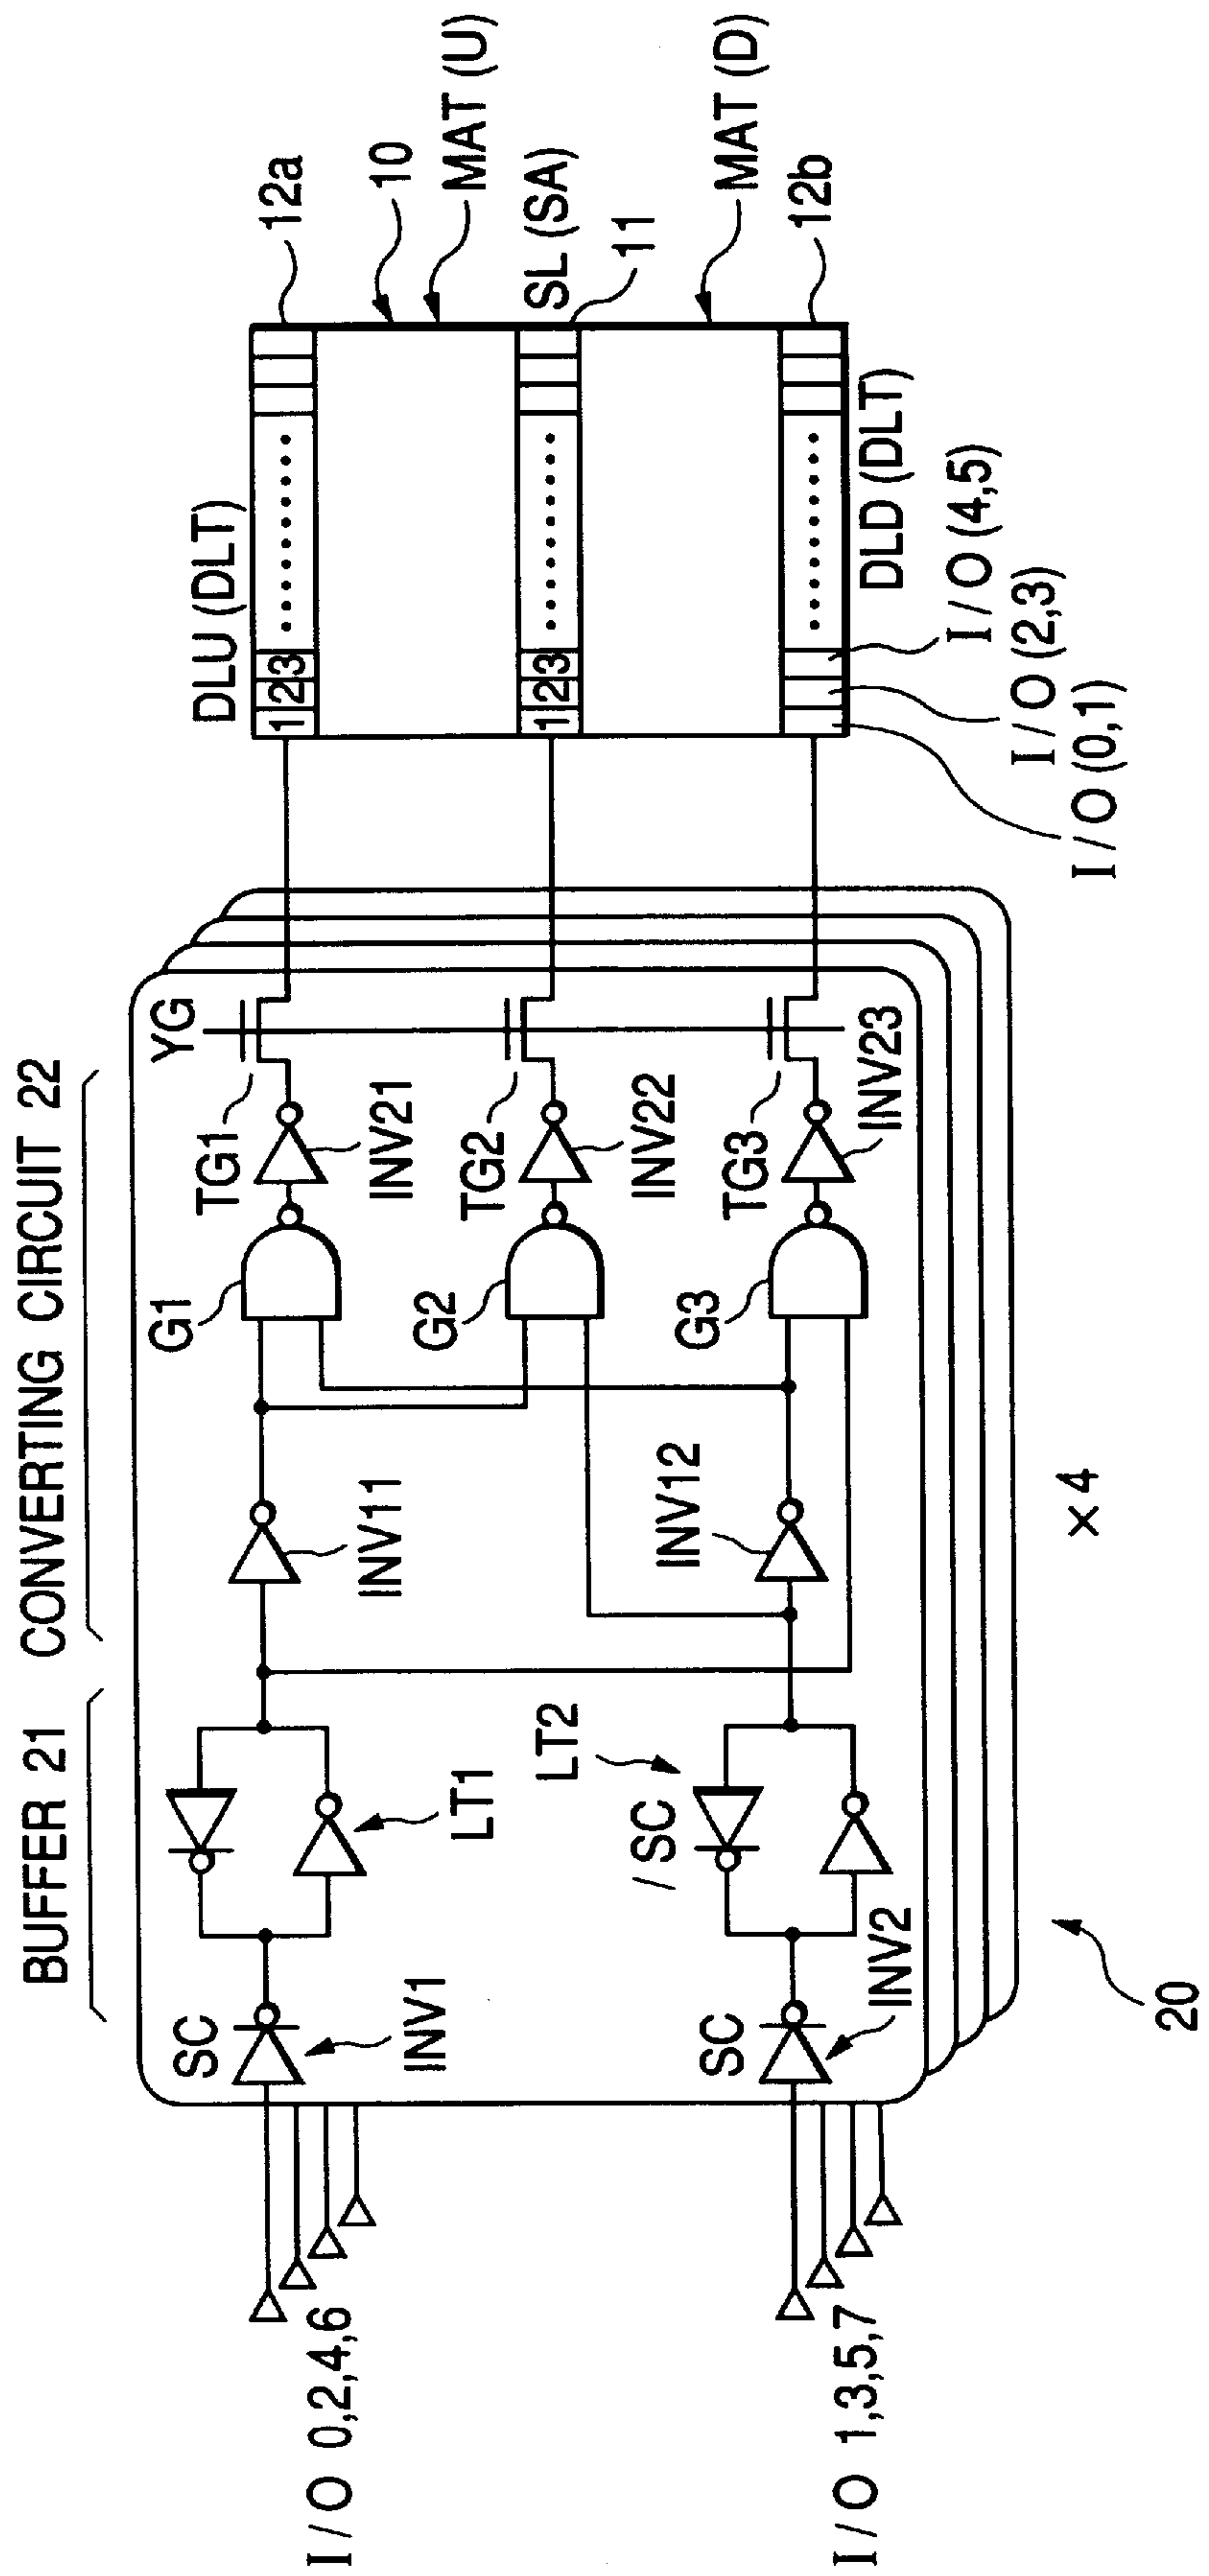 BUFFER 21
CONVERTING CIRCUIT 22
I/O 0,2,4,6
I/O 1,3,5,7
SC
INV1
LT1
INV11
G1
TG1
INV21
YG
G2
TG2
INV22
SC
INV2
/SC
LT2
INV12
G3
TG3
INV23
20
×4
DLU (DLT)
1 2 3
12a
10
MAT (U)
SL (SA)
11
1 2 3
MAT (D)
12b
DLD (DLT)
I/O (4,5)
I/O (2,3)
I/O (0,1)